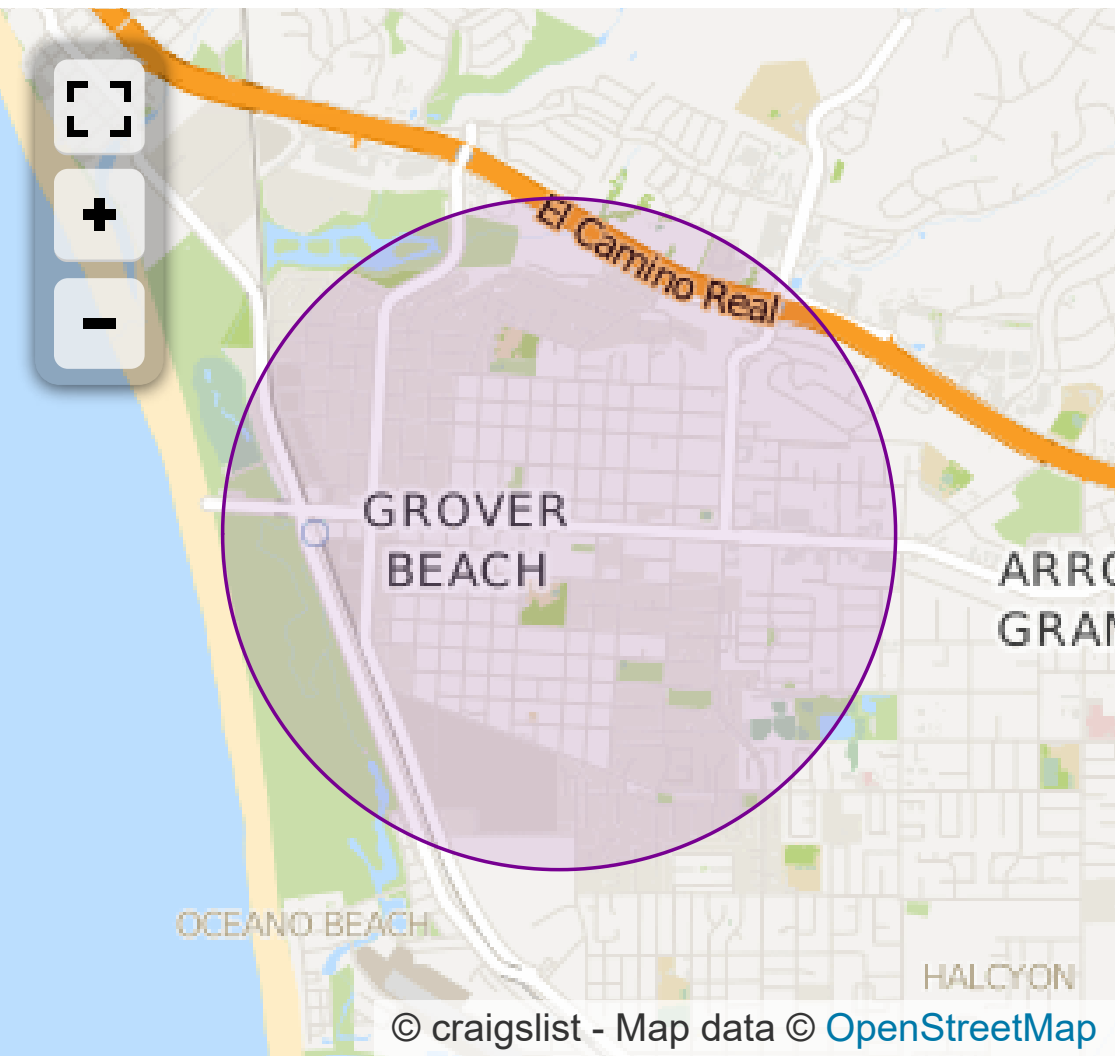 El Camino Real
GROVER
BEACH
ARRO
GRAN
OCEANO BEACH
HALCYON
© craigslist - Map data © OpenStreetMap